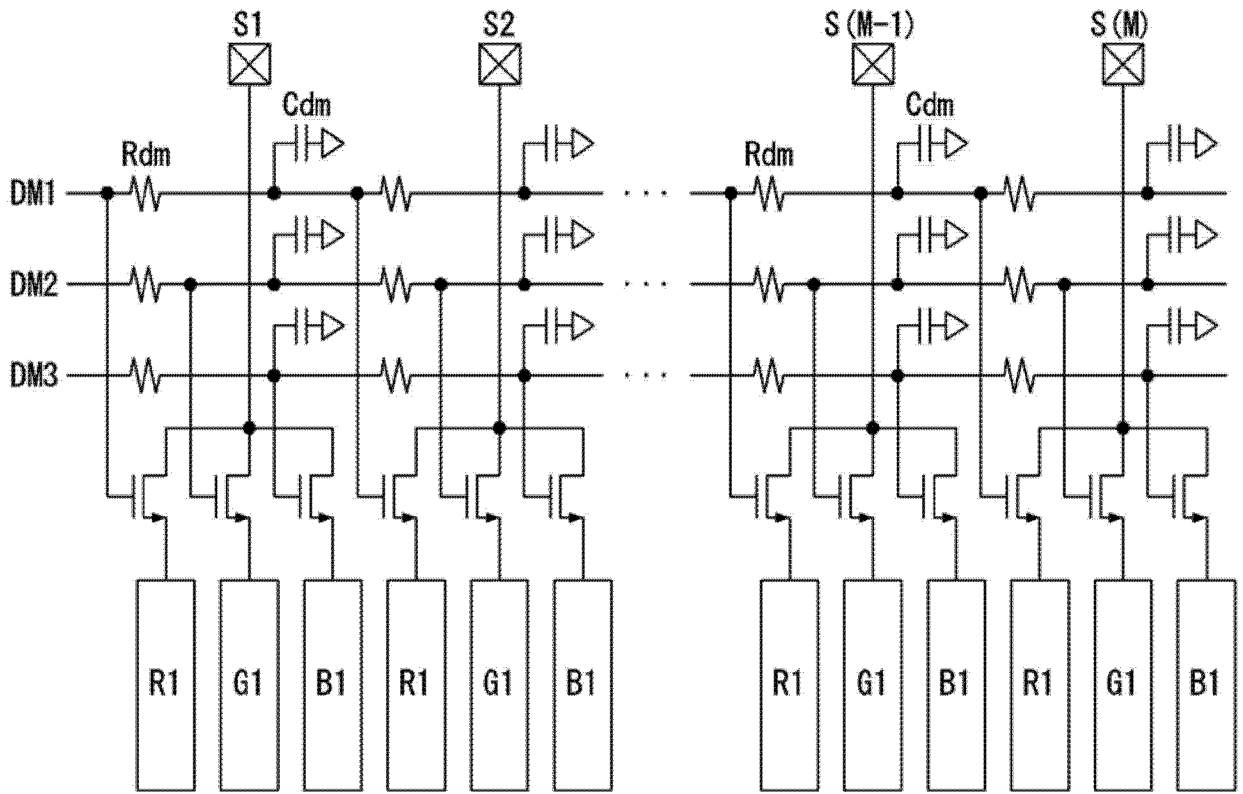 S1 S2 S(M-1) S(M)
Cdm Cdm
Rdm Rdm
DM1 . . .
DM2 . . .
DM3 . . .
R1 G1 B1 R1 G1 B1 R1 G1 B1 R1 G1 B1